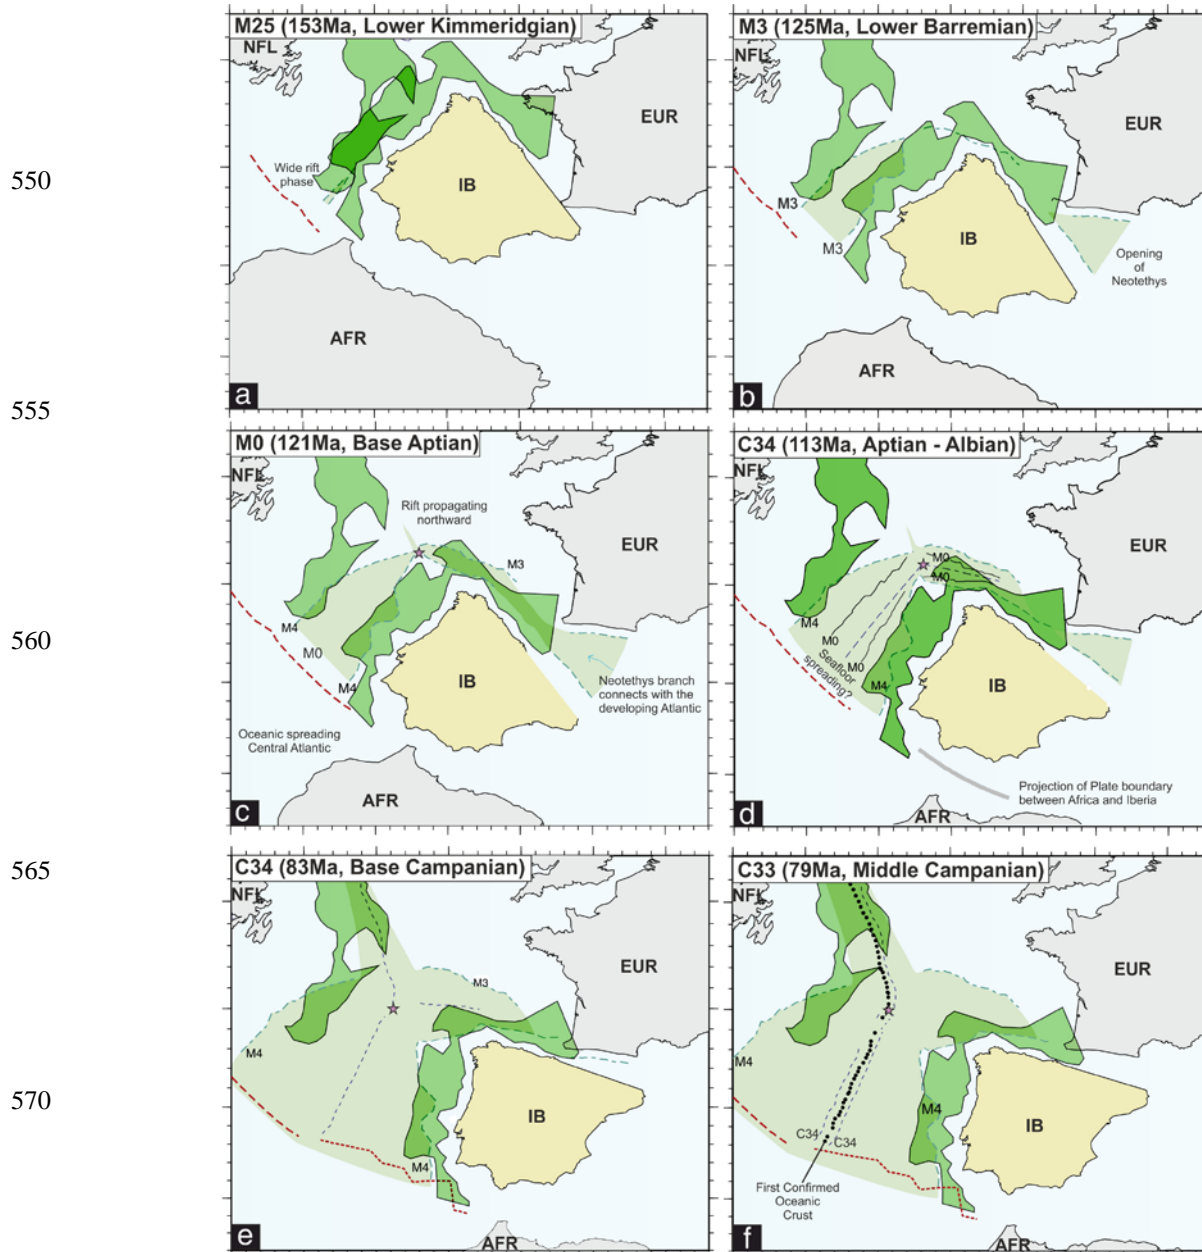 M25 (153Ma, Lower Kimmeridgian)
NFL
EUR
Wide rift
phase
IB
AFR
a
M3 (125Ma, Lower Barremian)
NFL
EUR
M3
M3
IB
Opening
of
Neotethys
AFR
b
550
555
M0 (121Ma, Base Aptian)
NFL
Rift propagating
northward
EUR
M3
M4
M0
M4
IB
Neotethys branch
connects with the
developing Atlantic
Oceanic spreading
Central Atlantic
AFR
c
C34 (113Ma, Aptian - Albian)
NFL
EUR
M0
M0
M4
M0
M0
Seafloor
spreading?
M4
IB
Projection of Plate boundary
between Africa and Iberia
AFR
d
560
565
C34 (83Ma, Base Campanian)
NFL
EUR
M3
M4
IB
M4
AFR
e
C33 (79Ma, Middle Campanian)
NFL
EUR
M4
M4
IB
C34
C34
First Confirmed
Oceanic
Crust
AFR
f
570